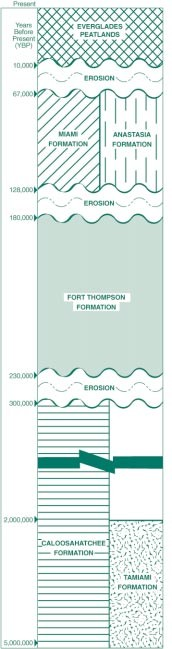 Present
EVERGLADES
PEATLANDS
Years
Before
Present
(YBP)
10,000
EROSION
67,000
MIAMI
FORMATION
ANASTASIA
FORMATION
128,000
EROSION
180,000
FORT THOMPSON
FORMATION
230,000
EROSION
300,000
2,000,000
CALOOSAHATCHEE
FORMATION
TAMIAMI
FORMATION
5,000,000